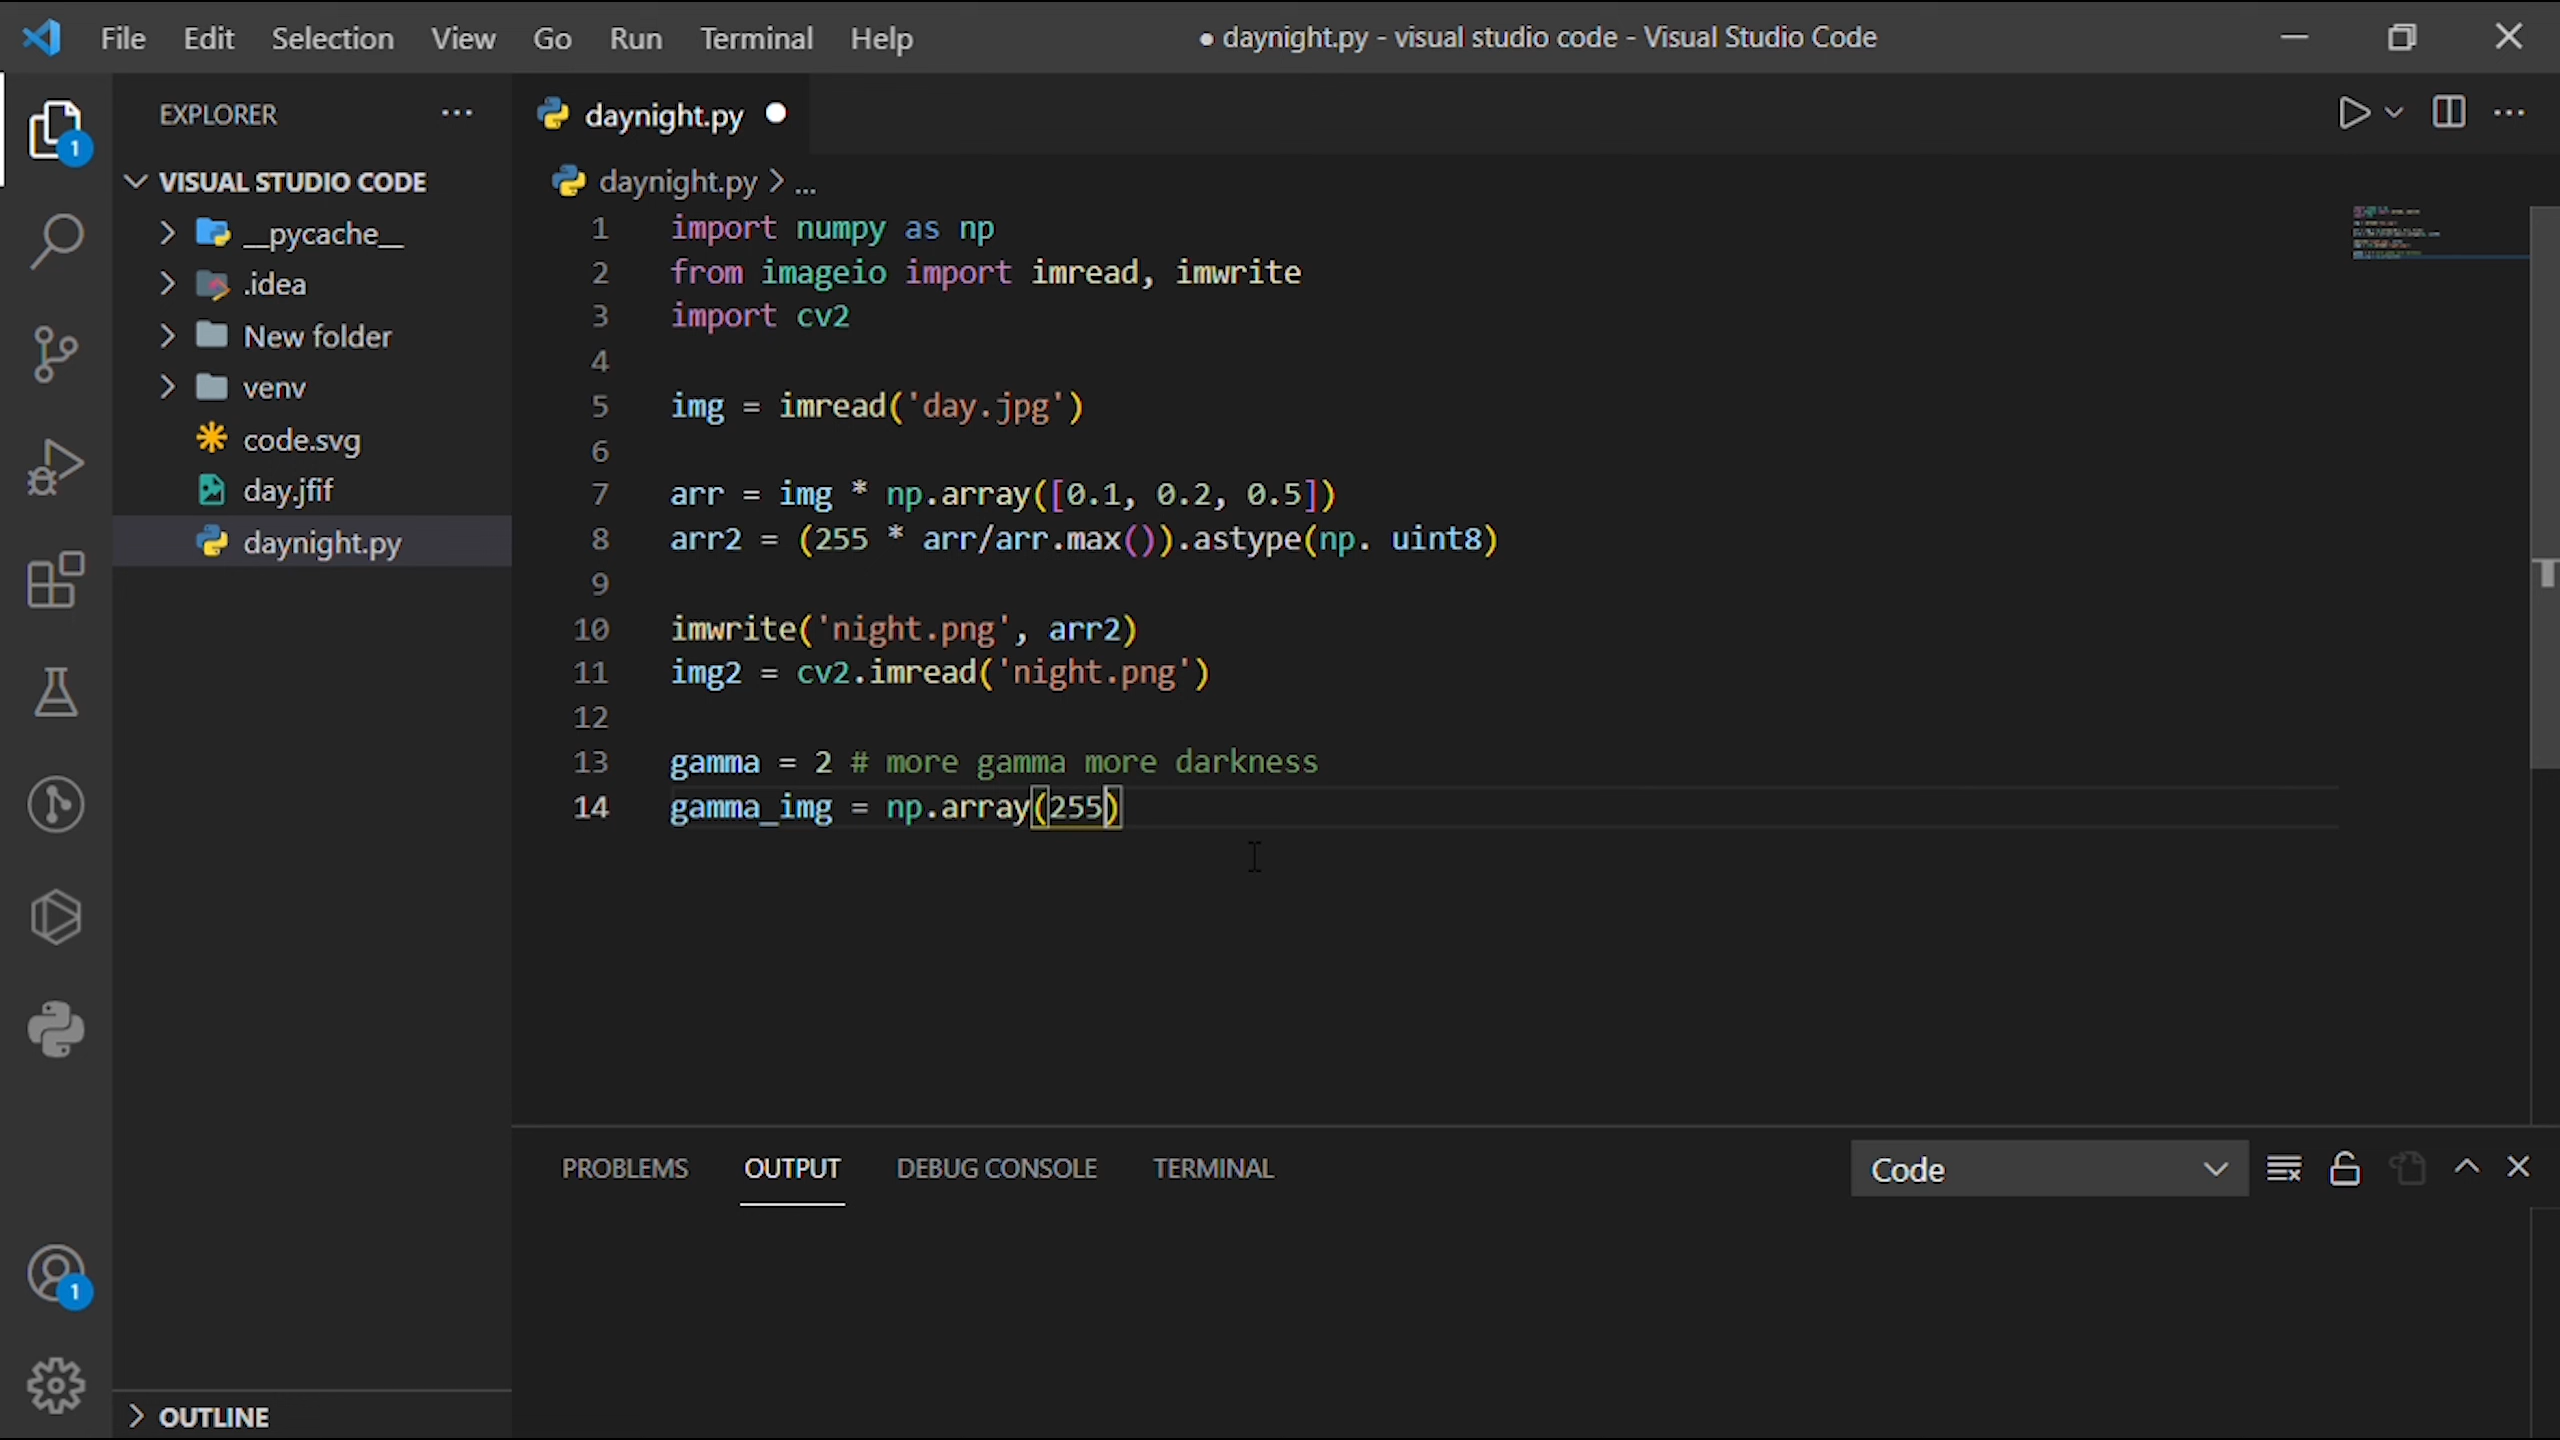 File Edit Selection View Go Run Terminal Help
● daynight.py - visual studio code - Visual Studio Code
EXPLORER
1
VISUAL STUDIO CODE
__pycache__
.idea
New folder
venv
code.svg
day.jfif
daynight.py
OUTLINE
1
daynight.py
daynight.py > ...
1 import numpy as np
2 from imageio import imread, imwrite
3 import cv2
4
5 img = imread('day.jpg')
6
7 arr = img * np.array([0.1, 0.2, 0.5])
8 arr2 = (255 * arr/arr.max()).astype(np. uint8)
9
10 imwrite('night.png', arr2)
11 img2 = cv2.imread('night.png')
12
13 gamma = 2 # more gamma more darkness
14 gamma_img = np.array(255)
PROBLEMS OUTPUT DEBUG CONSOLE TERMINAL
Code